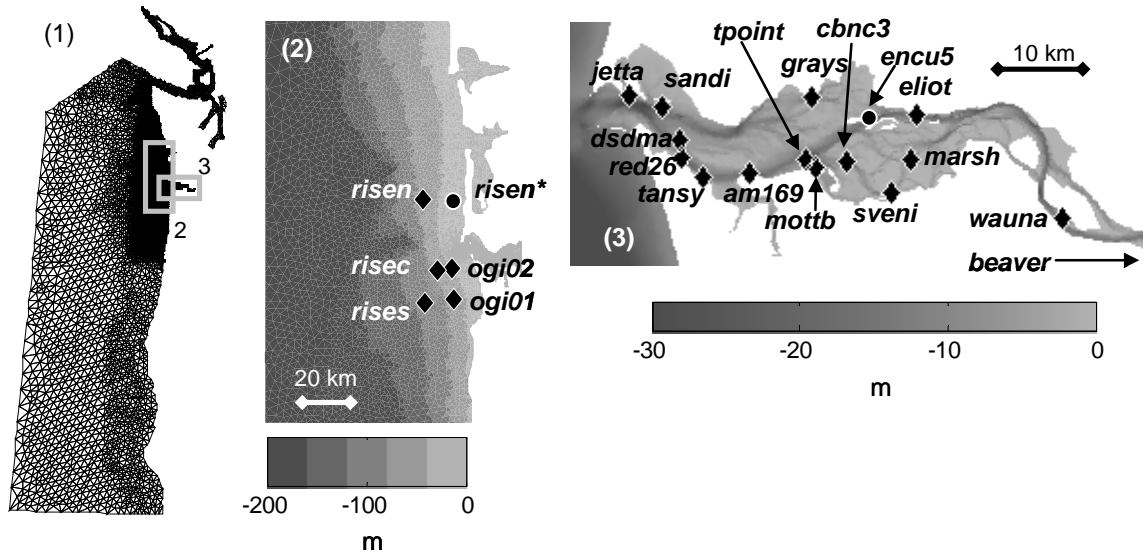 (1)
3
2
(2)
risen
risen*
risec
ogi02
rises
ogi01
20 km
-200
-100
0
m
tpoint
cbnc3
encu5
grays
eliot
10 km
jetta
sandi
dsdma
red26
tansy
am169
mottb
sveni
marsh
wauna
beaver
(3)
-30
-20
-10
0
m